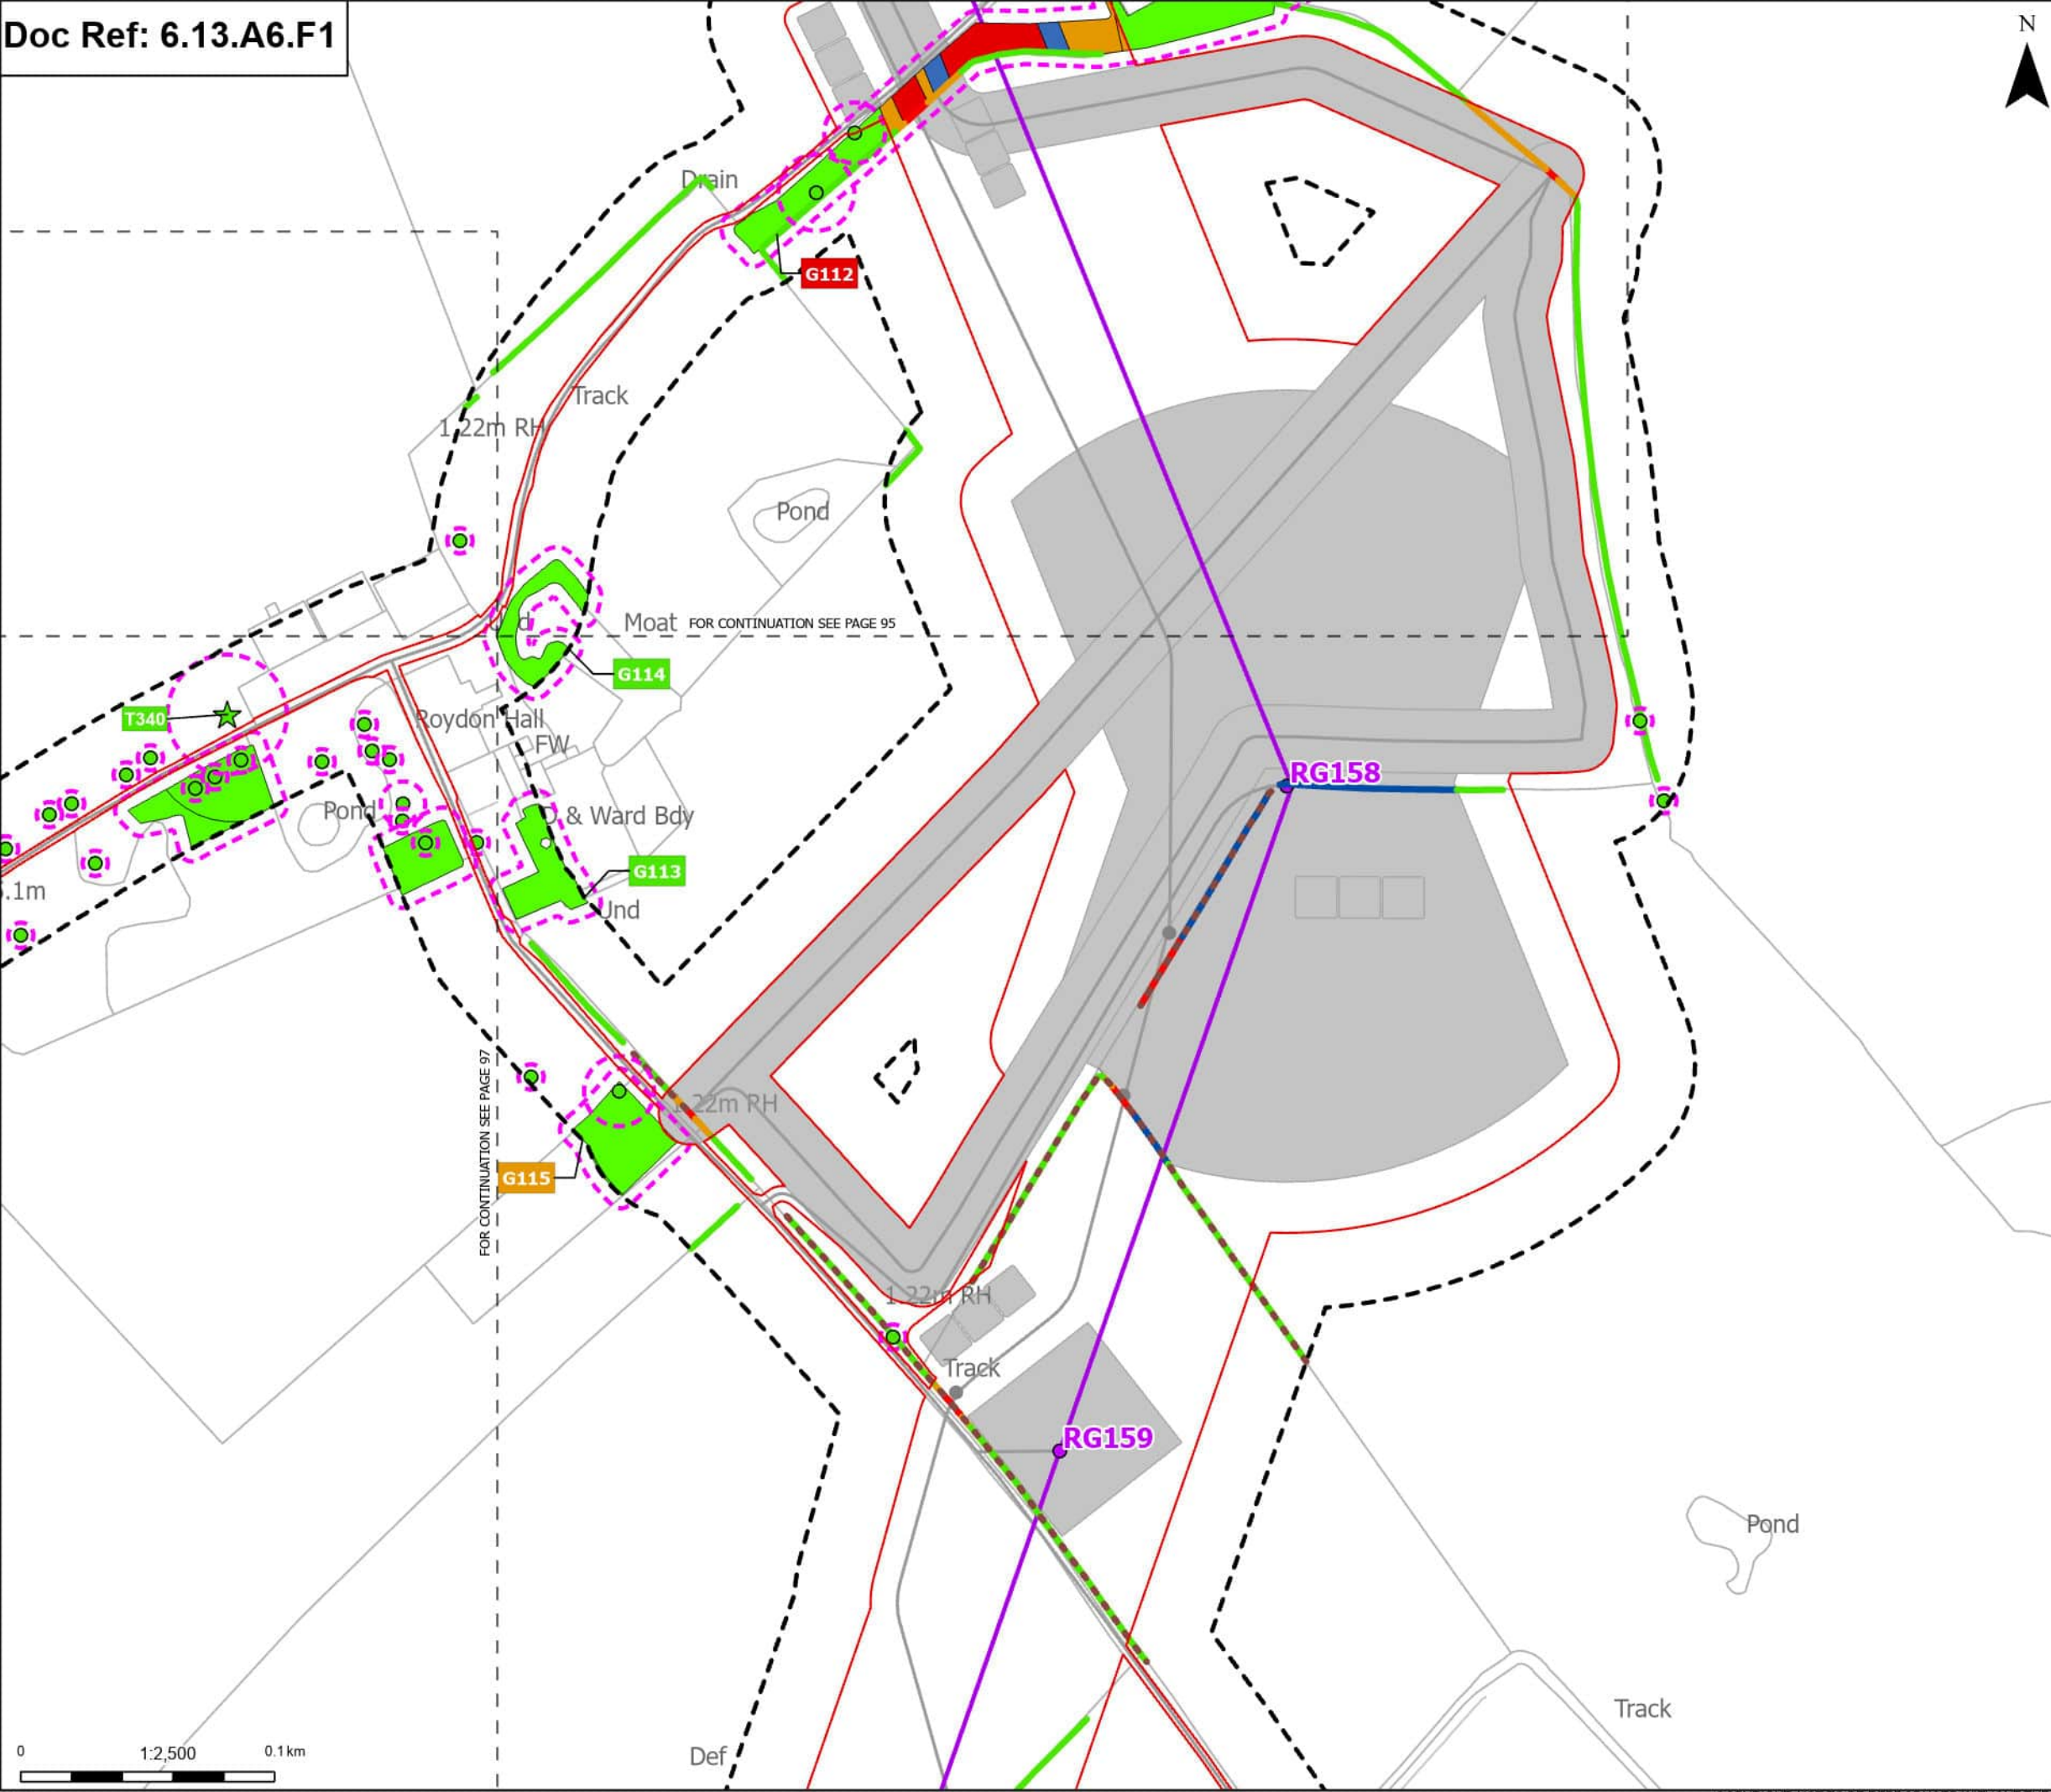 Doc Ref: 6.13.A6.F1
N
Drain
G112
Track
1.22m RH
Pond
Moat
FOR CONTINUATION SEE PAGE 95
G114
T340
Roydon Hall
FW
RG158
Pond
& Ward Bdy
G113
Und
FOR CONTINUATION SEE PAGE 97
1.22m RH
G115
1.22m RH
Track
RG159
Pond
Track
Def
0
1:2,500
0.1 km